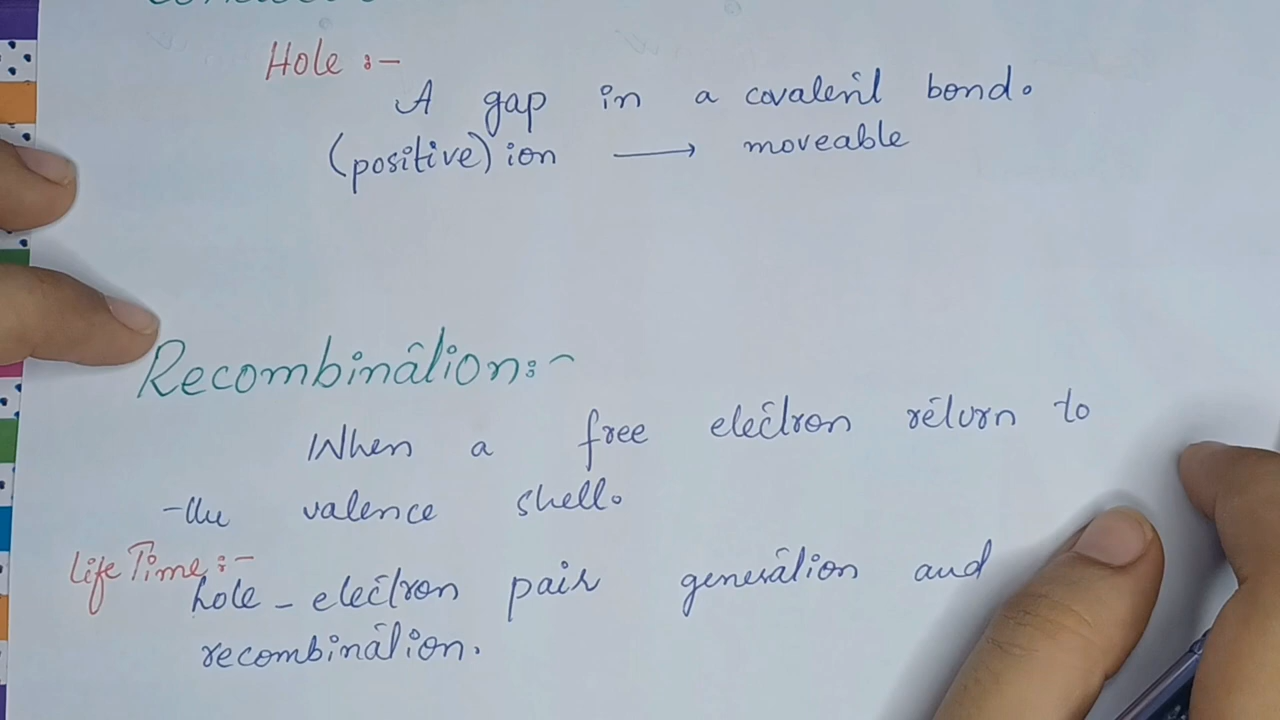 Hole :-
A gap in a covalent bond.
(positive) ion → moveable
Recombination:-
When a free electron return to
the valence shell.
Life Time :-
hole - electron pair generation and
recombination.